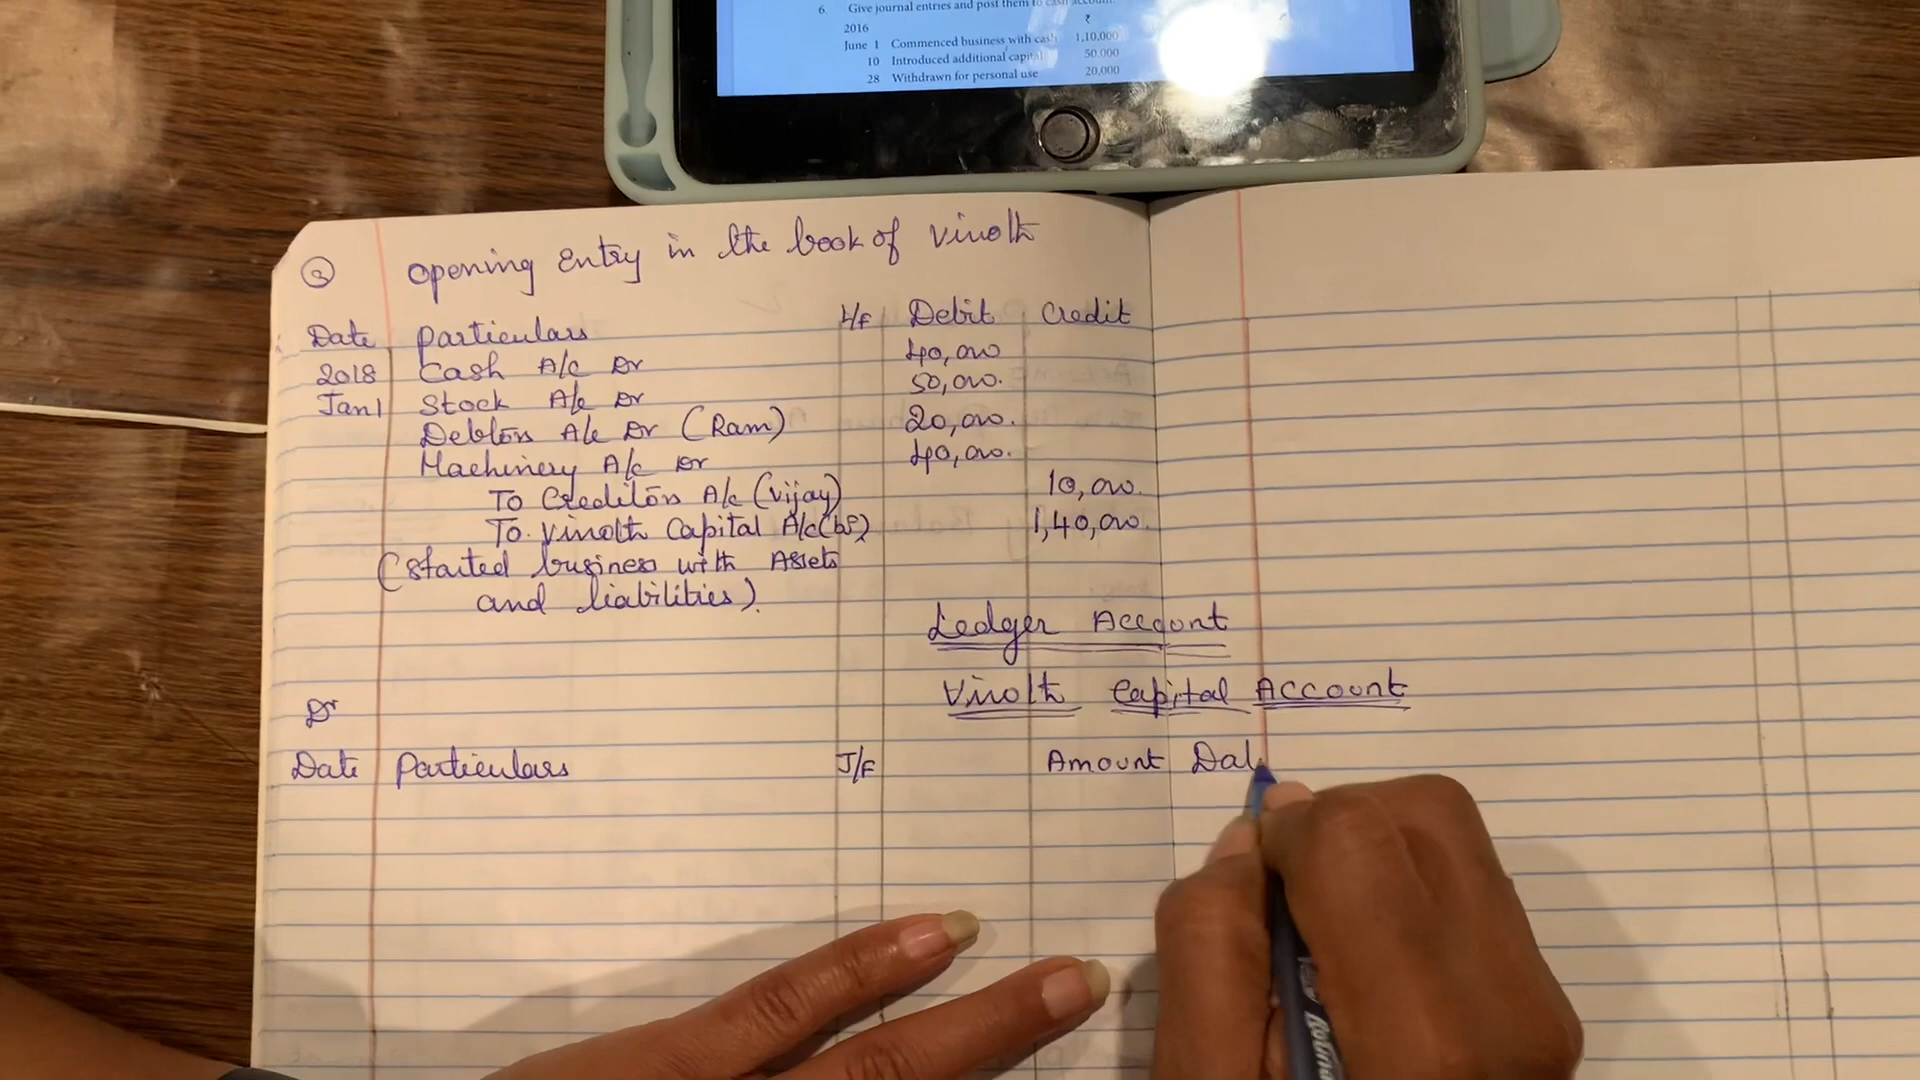 6. Give journal entries and post them to cash account.
₹
2016
June 1 Commenced business with cash 1,10,000
10 Introduced additional capital 50,000
28 Withdrawn for personal use 20,000
3 Opening Entry in the book of Vinoth
Date Particulars L/F Debit Credit
2018 Cash A/c Dr 40,000
Jan 1 Stock A/c Dr 50,000.
Debtors A/c Dr (Ram) 20,000.
Machinery A/c Dr 40,000.
To Creditors A/c (Vijay) 10,000.
To. Vinoth Capital A/c (bf) 1,40,000.
(Started business with Assets
and liabilities).
Ledger Account
Vinoth Capital Account
Dr
Date Particulars J/F Amount Dat